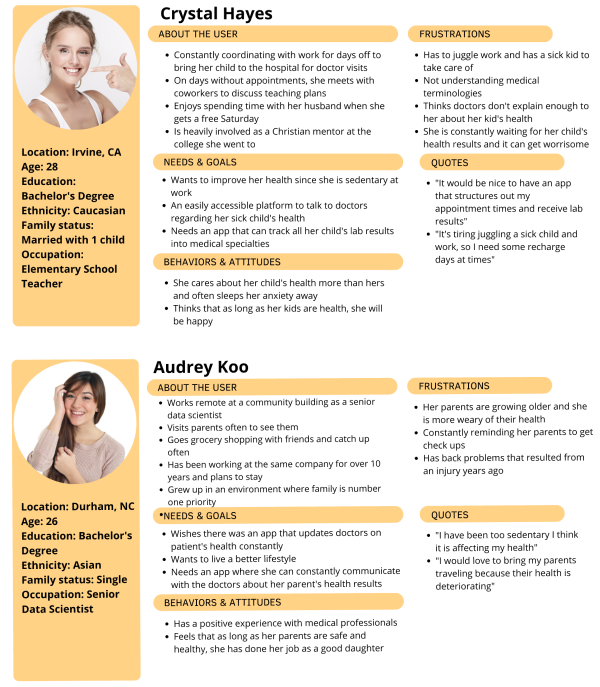 Crystal Hayes
Location: Irvine, CA
Age: 28
Education:
Bachelor's Degree
Ethnicity: Caucasian
Family status:
Married with 1 child
Occupation:
Elementary School
Teacher
ABOUT THE USER
• Constantly coordinating with work for days off to
bring her child to the hospital for doctor visits
• On days without appointments, she meets with
coworkers to discuss teaching plans
• Enjoys spending time with her husband when she
gets a free Saturday
• Is heavily involved as a Christian mentor at the
college she went to
NEEDS & GOALS
• Wants to improve her health since she is sedentary at
work
• An easily accessible platform to talk to doctors
regarding her sick child's health
• Needs an app that can track all her child's lab results
into medical specialties
BEHAVIORS & ATTITUDES
• She cares about her child's health more than hers
and often sleeps her anxiety away
• Thinks that as long as her kids are health, she will
be happy
FRUSTRATIONS
• Has to juggle work and has a sick kid to
take care of
• Not understanding medical
terminologies
• Thinks doctors don't explain enough to
her about her kid's health
• She is constantly waiting for her child's
health results and it can get worrisome
QUOTES
• "It would be nice to have an app
that structures out my
appointment times and receive lab
results"
• "It's tiring juggling a sick child and
work, so I need some recharge
days at times"
Audrey Koo
Location: Durham, NC
Age: 26
Education: Bachelor's
Degree
Ethnicity: Asian
Family status: Single
Occupation: Senior
Data Scientist
ABOUT THE USER
• Works remote at a community building as a senior
data scientist
• Visits parents often to see them
• Goes grocery shopping with friends and catch up
often
• Has been working at the same company for over 10
years and plans to stay
• Grew up in an environment where family is number
one priority
•NEEDS & GOALS
• Wishes there was an app that updates doctors on
patient's health constantly
• Wants to live a better lifestyle
• Needs an app where she can constantly communicate
with the doctors about her parent's health results
BEHAVIORS & ATTITUDES
• Has a positive experience with medical professionals
• Feels that as long as her parents are safe and
healthy, she has done her job as a good daughter
FRUSTRATIONS
• Her parents are growing older and she
is more weary of their health
• Constantly reminding her parents to get
check ups
• Has back problems that resulted from
an injury years ago
QUOTES
• "I have been too sedentary I think
it is affecting my health"
• "I would love to bring my parents
traveling because their health is
deteriorating"